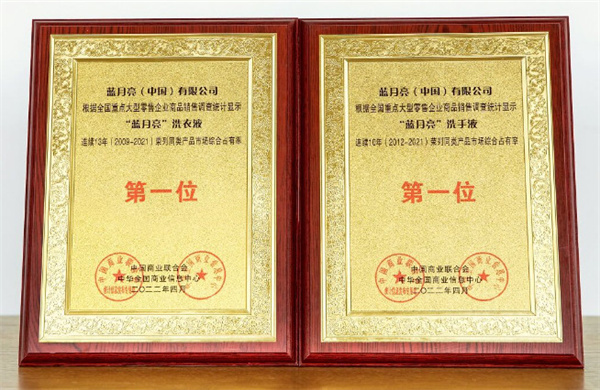 蓝月亮（中国）有限公司
根据全国重点大型零售企业商品销售调查统计显示
“蓝月亮”洗衣液
连续13年（2009-2021）荣列同类产品市场综合占有率
第一位
中国商业联合会
中华全国商业信息中心
二〇二二年四月
蓝月亮（中国）有限公司
根据全国重点大型零售企业商品销售调查统计显示
“蓝月亮”洗手液
连续10年（2012-2021）荣列同类产品市场综合占有率
第一位
中国商业联合会
中华全国商业信息中心
二〇二二年四月